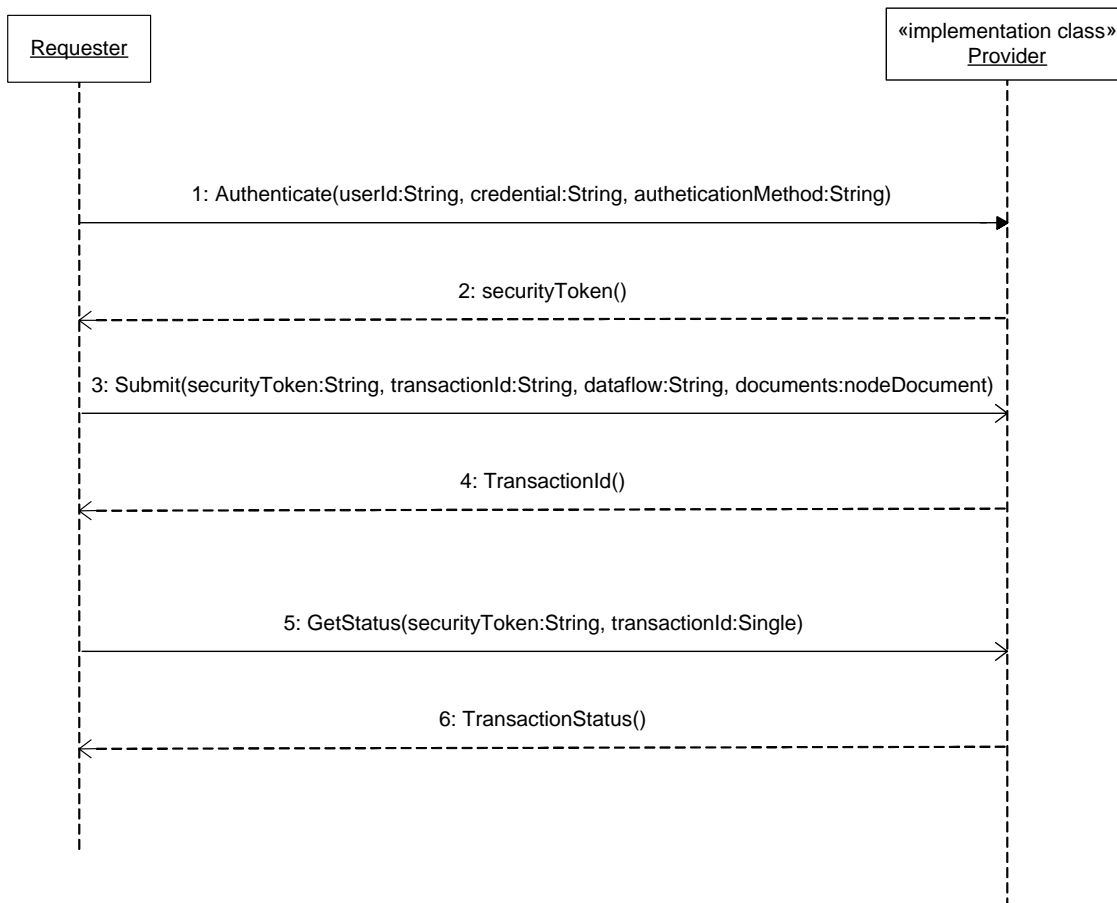 Requester
«implementation class»
Provider
1: Authenticate(userId:String, credential:String, autheticationMethod:String)
2: securityToken()
3: Submit(securityToken:String, transactionId:String, dataflow:String, documents:nodeDocument)
4: TransactionId()
5: GetStatus(securityToken:String, transactionId:Single)
6: TransactionStatus()